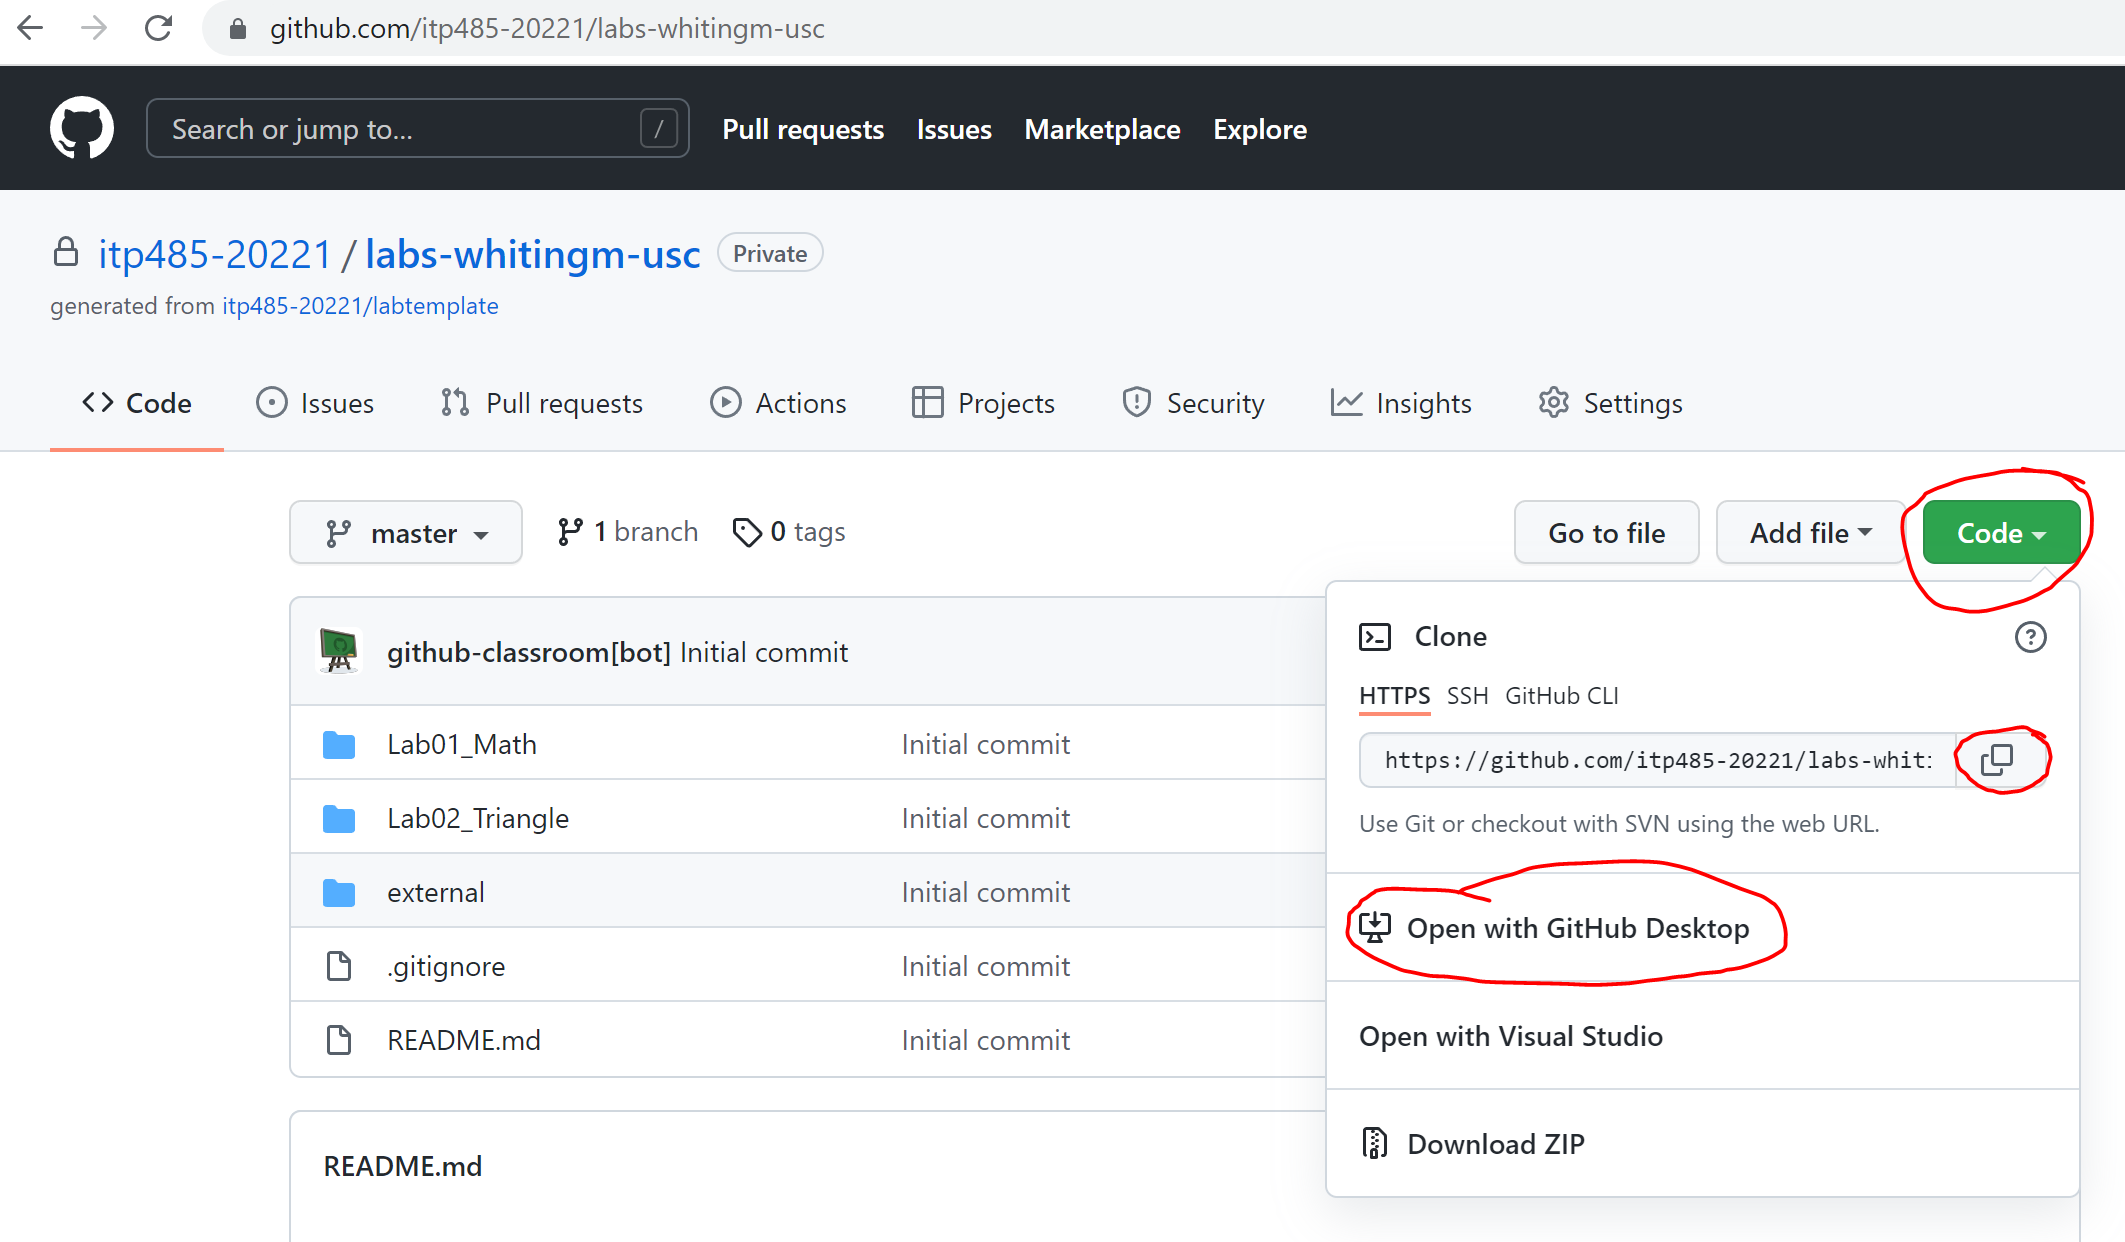 github.com/itp485-20221/labs-whitingm-usc
Search or jump to... /
Pull requests Issues Marketplace Explore
itp485-20221 / labs-whitingm-usc Private
generated from itp485-20221/labtemplate
Code Issues Pull requests Actions Projects Security Insights Settings
master 1 branch 0 tags Go to file Add file Code
github-classroom[bot] Initial commit
Lab01_Math Initial commit
Lab02_Triangle Initial commit
external Initial commit
.gitignore Initial commit
README.md Initial commit
README.md
Clone
HTTPS SSH GitHub CLI
https://github.com/itp485-20221/labs-whiti
Use Git or checkout with SVN using the web URL.
Open with GitHub Desktop
Open with Visual Studio
Download ZIP